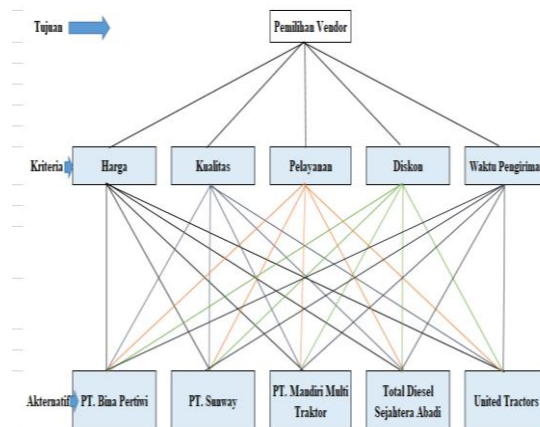 Tujuan
Pemilihan Vendor
Kriteria
Harga
Kualitas
Pelayanan
Diskon
Waktu Pengiriman
Akternatif
PT. Bina Pertiwi
PT. Sunway
PT. Mandiri Multi
Traktor
Total Diesel
Sejahtera Abadi
United Tractors